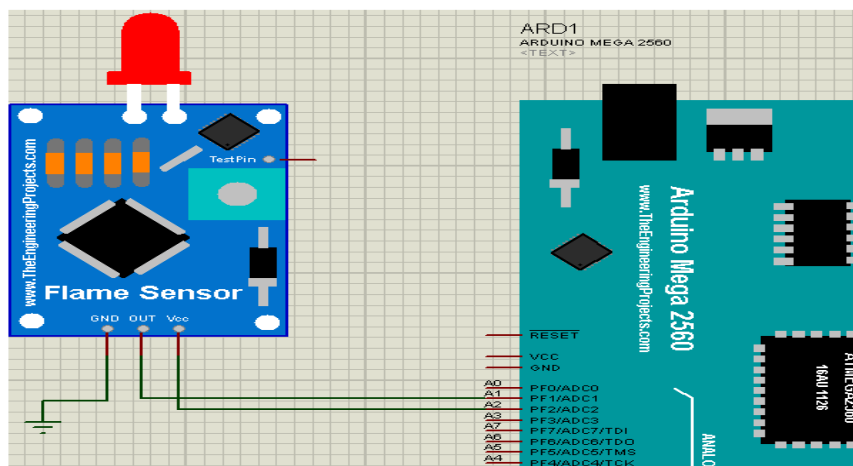 ARD1
ARDUINO MEGA 2560
<TEXT>
www.TheEngineeringProjects.com
TestPin
Flame Sensor
GND OUT Vcc
Arduino Mega 2560
www.TheEngineeringProjects.com
RESET
VCC
GND
A0 PF0/ADC0
A1 PF1/ADC1
A2 PF2/ADC2
A3 PF3/ADC3
A7 PF7/ADC7/TDI
A6 PF6/ADC6/TDO
A5 PF5/ADC5/TMS
A4 PF4/ADC4/TCK
16AU 1126
ANALO